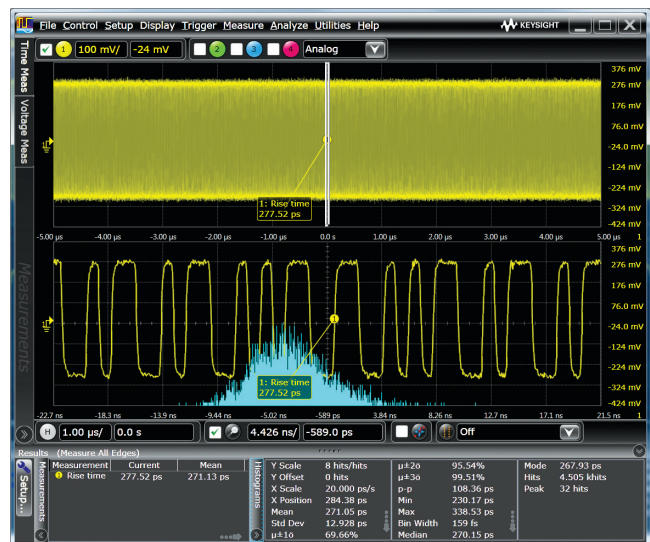 File Control Setup Display Trigger Measure Analyze Utilities Help KEYSIGHT
1 100 mV/ -24 mV 2 3 4 Analog
Time Meas
Voltage Meas
Measurements
376 mV
276 mV
176 mV
76.0 mV
-24.0 mV
-124 mV
-224 mV
-324 mV
-424 mV
1: Rise time
277.52 ps
-5.00 µs -4.00 µs -3.00 µs -2.00 µs -1.00 µs 0.0 s 1.00 µs 2.00 µs 3.00 µs 4.00 µs 5.00 µs 1
376 mV
276 mV
176 mV
76.0 mV
-24.0 mV
-124 mV
-224 mV
-324 mV
-424 mV
1
1: Rise time
277.52 ps
-22.7 ns -18.3 ns -13.9 ns -9.44 ns -5.02 ns -589 ps 3.84 ns 8.26 ns 12.7 ns 17.1 ns 21.5 ns 1
H 1.00 µs/ 0.0 s 4.426 ns/ -589.0 ps Off
Results (Measure All Edges)
Setup...
Measurements
Measurement Current Mean
1 Rise time 277.52 ps 271.13 ps
Histograms
Y Scale 8 hits/hits
Y Offset 0 hits
X Scale 20.000 ps/s
X Position 284.38 ps
Mean 271.05 ps
Std Dev 12.928 ps
µ±1σ 69.66%
µ±2σ 95.54%
µ±3σ 99.51%
p-p 108.36 ps
Min 230.17 ps
Max 338.53 ps
Bin Width 159 fs
Median 270.15 ps
Mode 267.93 ps
Hits 4.505 khits
Peak 32 hits